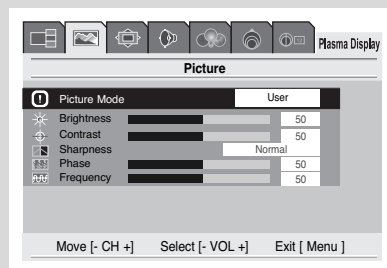 Plasma Display
Picture
Picture Mode User
Brightness 50
Contrast 50
Sharpness Normal
Phase 50
Frequency 50
Move [- CH +] Select [- VOL +] Exit [ Menu ]